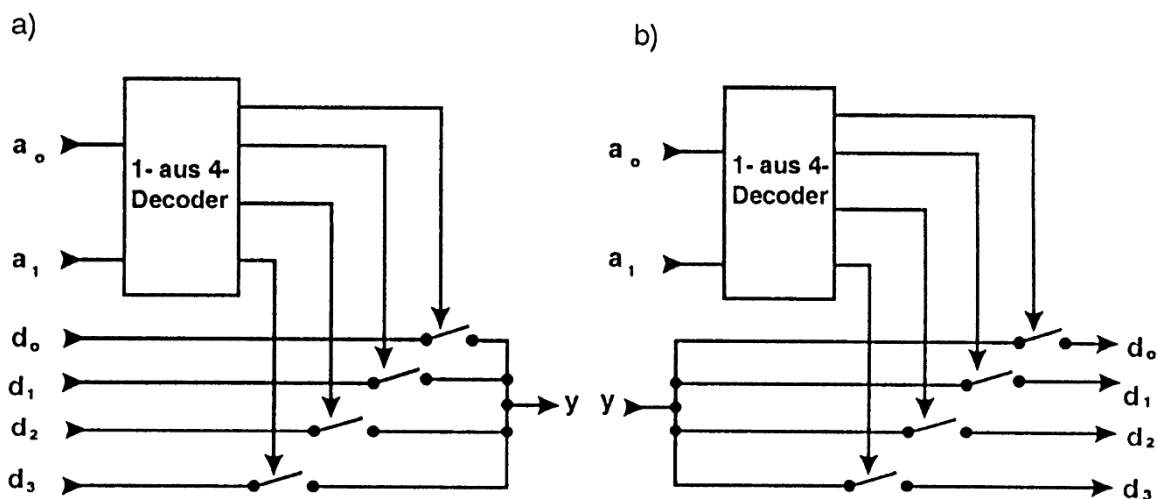 a)
a₀
1- aus 4-
Decoder
a₁
d₀
d₁
d₂
d₃
y
b)
a₀
1- aus 4-
Decoder
a₁
y
d₀
d₁
d₂
d₃